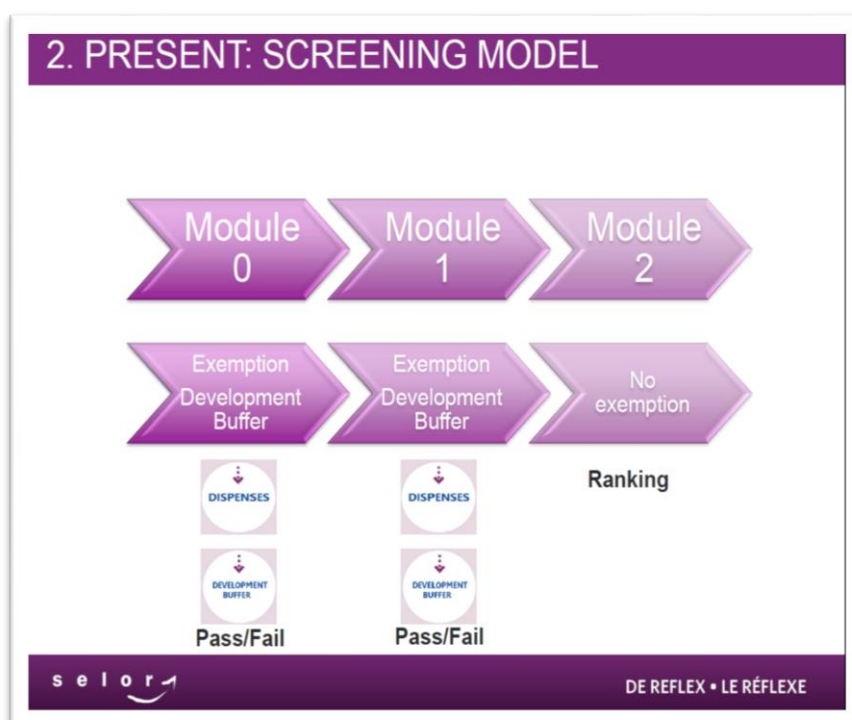 2. PRESENT: SCREENING MODEL
Module
0
Module
1
Module
2
Exemption
Development
Buffer
Exemption
Development
Buffer
No
exemption
DISPENSES
DISPENSES
Ranking
DEVELOPMENT
BUFFER
DEVELOPMENT
BUFFER
Pass/Fail
Pass/Fail
selor
DE REFLEX • LE RÉFLEXE